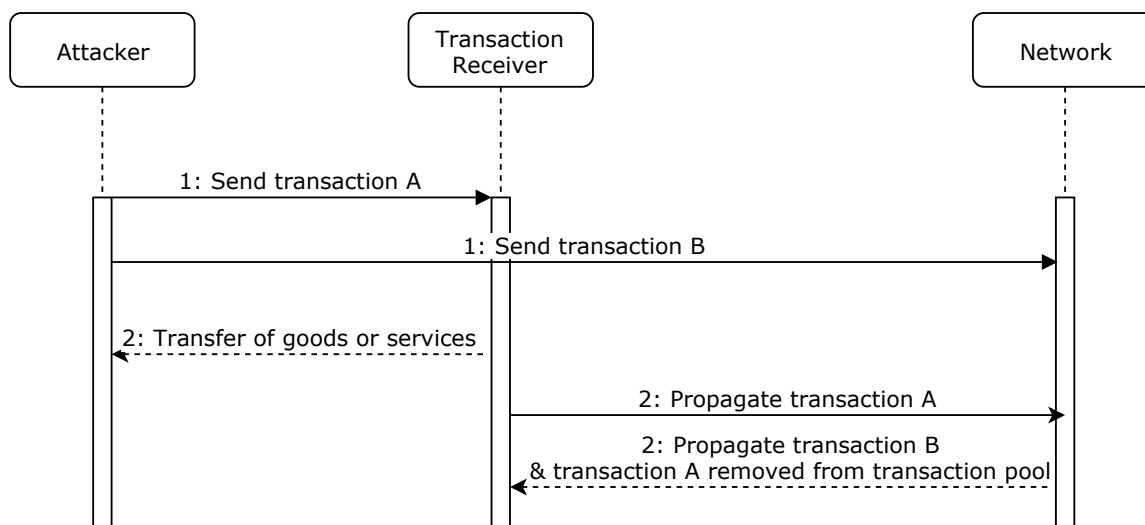 Attacker
Transaction
Receiver
Network
1: Send transaction A
1: Send transaction B
2: Transfer of goods or services
2: Propagate transaction A
2: Propagate transaction B
& transaction A removed from transaction pool